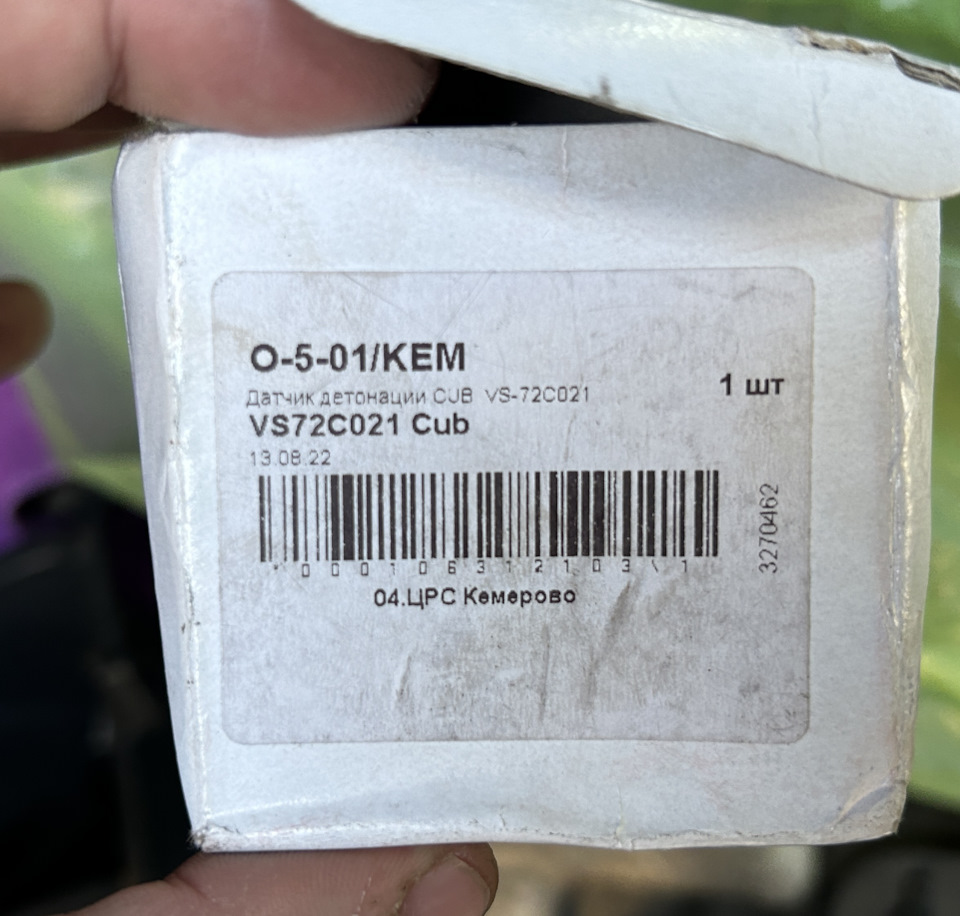 O-5-01/KEM
1 шт
Датчик детонации CUB VS-72C021
VS72C021 Cub
13.08.22
3270462
04.ЦРС Кемерово